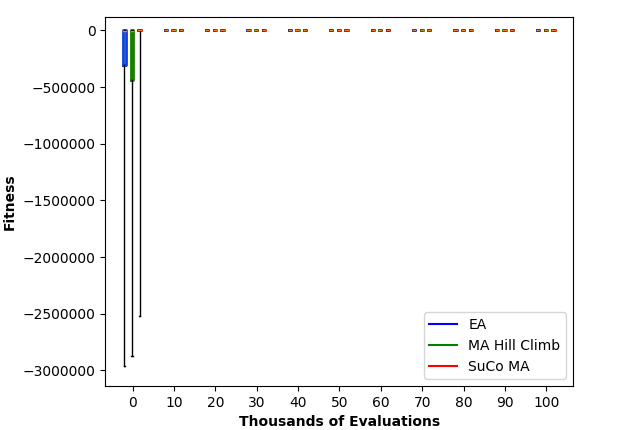 0
−500000
−1000000
−1500000
−2000000
−2500000
−3000000
Fitness
EA
MA Hill Climb
SuCo MA
0 10 20 30 40 50 60 70 80 90 100
Thousands of Evaluations